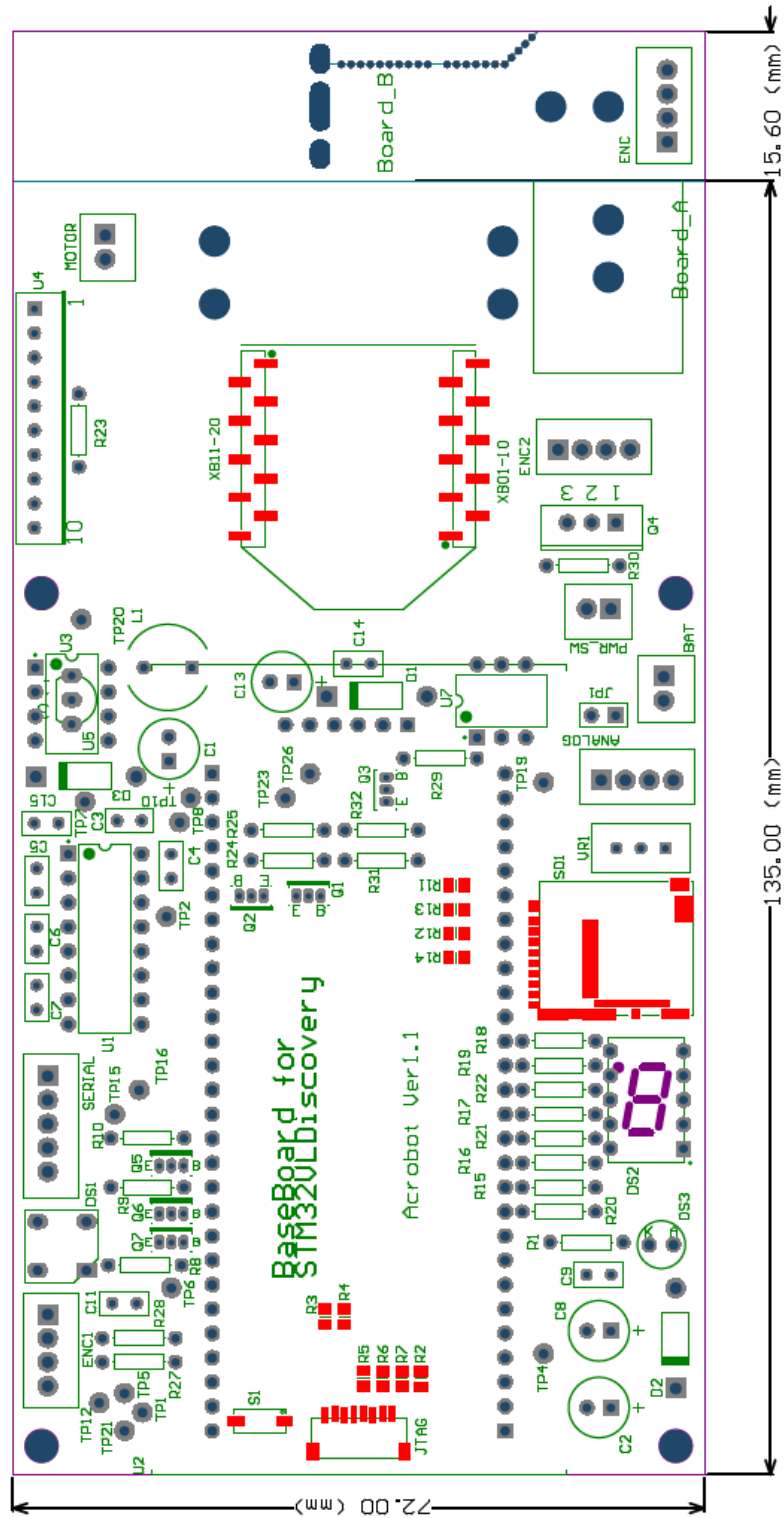 Board_B
ENC
15.60 (mm)
MOTOR
U4
1
Board_A
R23
XB11-20
XB01-10
ENC2
10
1 2 3
Q4
R30
TP20
L1
U3
C14
PWR_SW
BAT
C13
D1
U7
JP1
U5
C1
ANALOG
TP26
Q3
B
E
R29
TP19
D3
TP10
C15
TP7
C3
TP8
TP23
R32
R25
R24
VR1
C5
C4
R31
SD1
B
E
Q1
Q2
E
B
R11
R13
R12
R14
TP2
C6
C7
135.00 (mm)
U1
BaseBoard for
STM32VLDiscovery
Acrobot Ver1.1
R18
R19
R22
R17
R21
R16
R15
R20
SERIAL
TP16
TP15
R10
Q5
E
B
DS1
R9
Q6
E
B
Q7
E
B
R8
DS2
DS3
K
A
R1
C9
TP6
C11
R28
R3
R4
C8
+
ENC1
R5
R6
R7
R2
TP4
D2
R27
TP5
TP1
TP12
TP21
S1
JTAG
C2
+
U2
72.00 (mm)